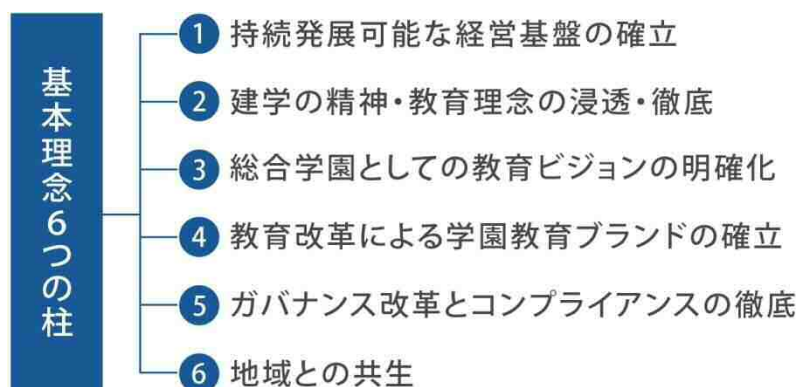 基本理念6つの柱
1 持続発展可能な経営基盤の確立
2 建学の精神・教育理念の浸透・徹底
3 総合学園としての教育ビジョンの明確化
4 教育改革による学園教育ブランドの確立
5 ガバナンス改革とコンプライアンスの徹底
6 地域との共生